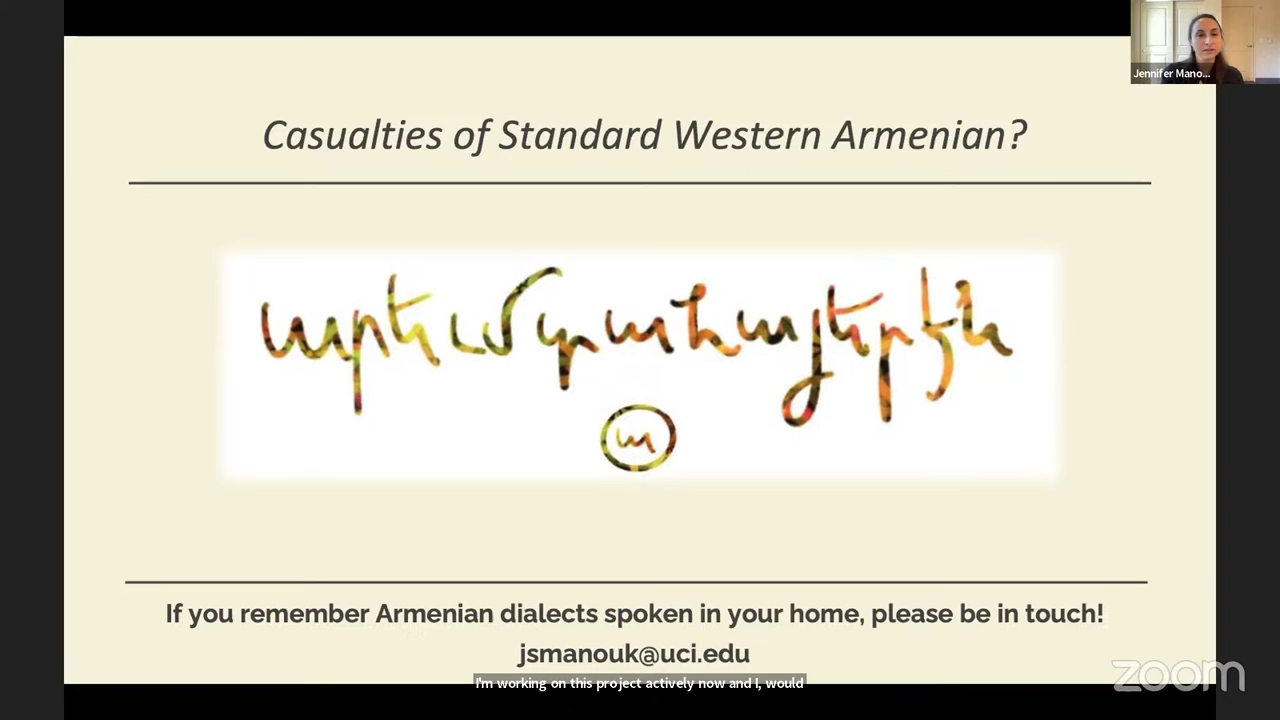 Jennifer Mano...
Casualties of Standard Western Armenian?
արեւմտահայերէն
ա
If you remember Armenian dialects spoken in your home, please be in touch!
jsmanouk@uci.edu
I'm working on this project actively now and I, would
zoom